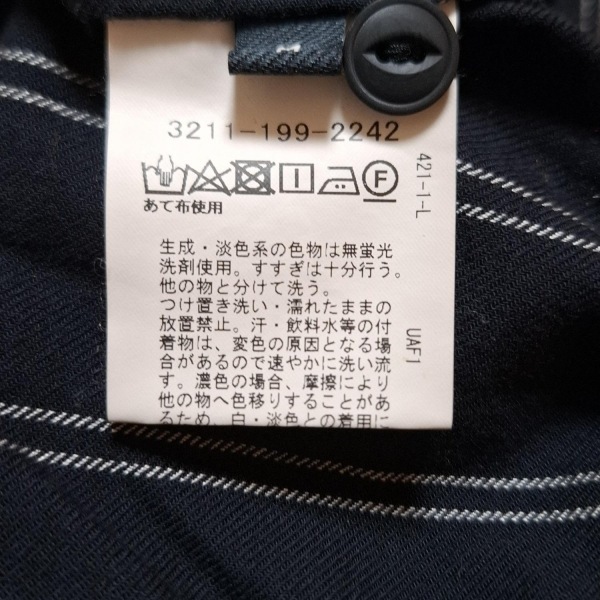 3211-199-2242
F
あて布使用
生成・淡色系の色物は無蛍光
洗剤使用。すすぎは十分行う。
他の物と分けて洗う。
つけ置き洗い・濡れたままの
放置禁止。汗・飲料水等の付
着物は、変色の原因となる場
合があるので速やかに洗い流
す。濃色の場合、摩擦により
他の物へ色移りすることがあ
るため、白・淡色との着用に
421-1-L
UAF1